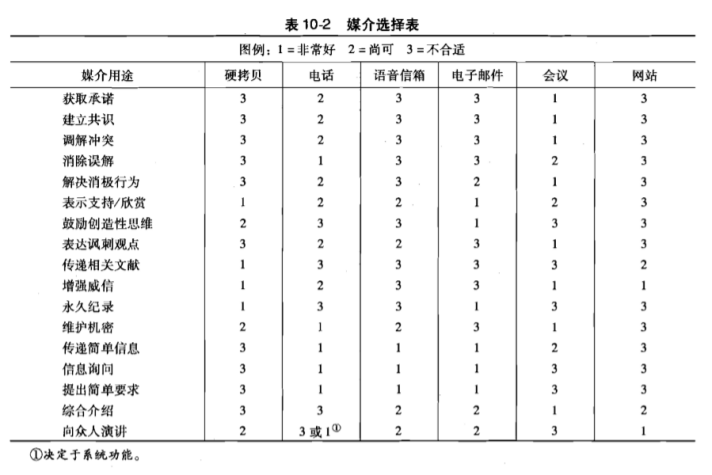 表 10-2 媒介选择表
图例：1=非常好 2=尚可 3=不合适
媒介用途 硬拷贝 电话 语音信箱 电子邮件 会议 网站
获取承诺 3 2 3 3 1 3
建立共识 3 2 3 3 1 3
调解冲突 3 2 3 3 1 3
消除误解 3 1 3 3 2 3
解决消极行为 3 2 3 2 1 3
表示支持/欣赏 1 2 2 1 2 3
鼓励创造性思维 2 3 3 1 3 3
表达讽刺观点 3 2 2 3 1 3
传递相关文献 1 3 3 3 3 2
增强威信 1 2 3 3 1 1
永久纪录 1 3 3 1 3 3
维护机密 2 1 2 3 1 3
传递简单信息 3 1 1 1 2 3
信息询问 3 1 1 1 3 3
提出简单要求 3 1 1 1 3 3
综合介绍 3 3 2 2 1 2
向众人演讲 2 3或1① 2 2 3 1
①决定于系统功能。